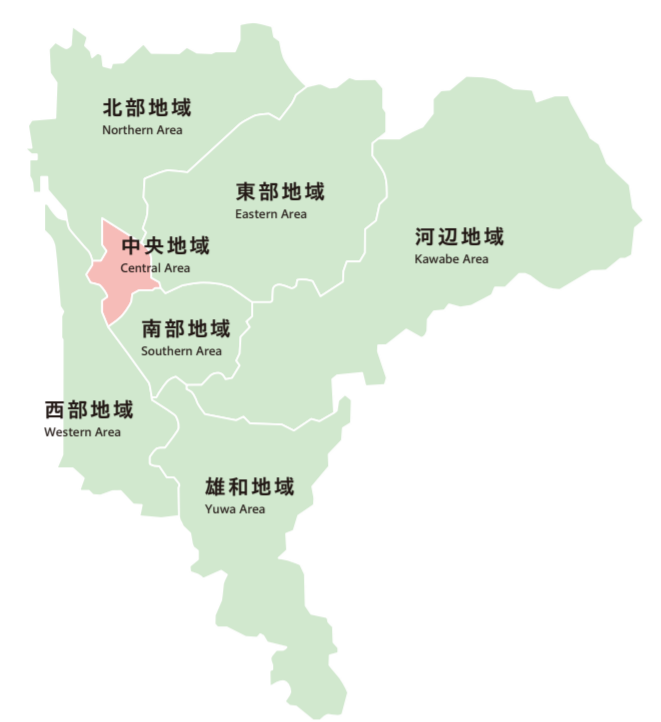 北部地域
Northern Area
東部地域
Eastern Area
中央地域
Central Area
河辺地域
Kawabe Area
南部地域
Southern Area
西部地域
Western Area
雄和地域
Yuwa Area